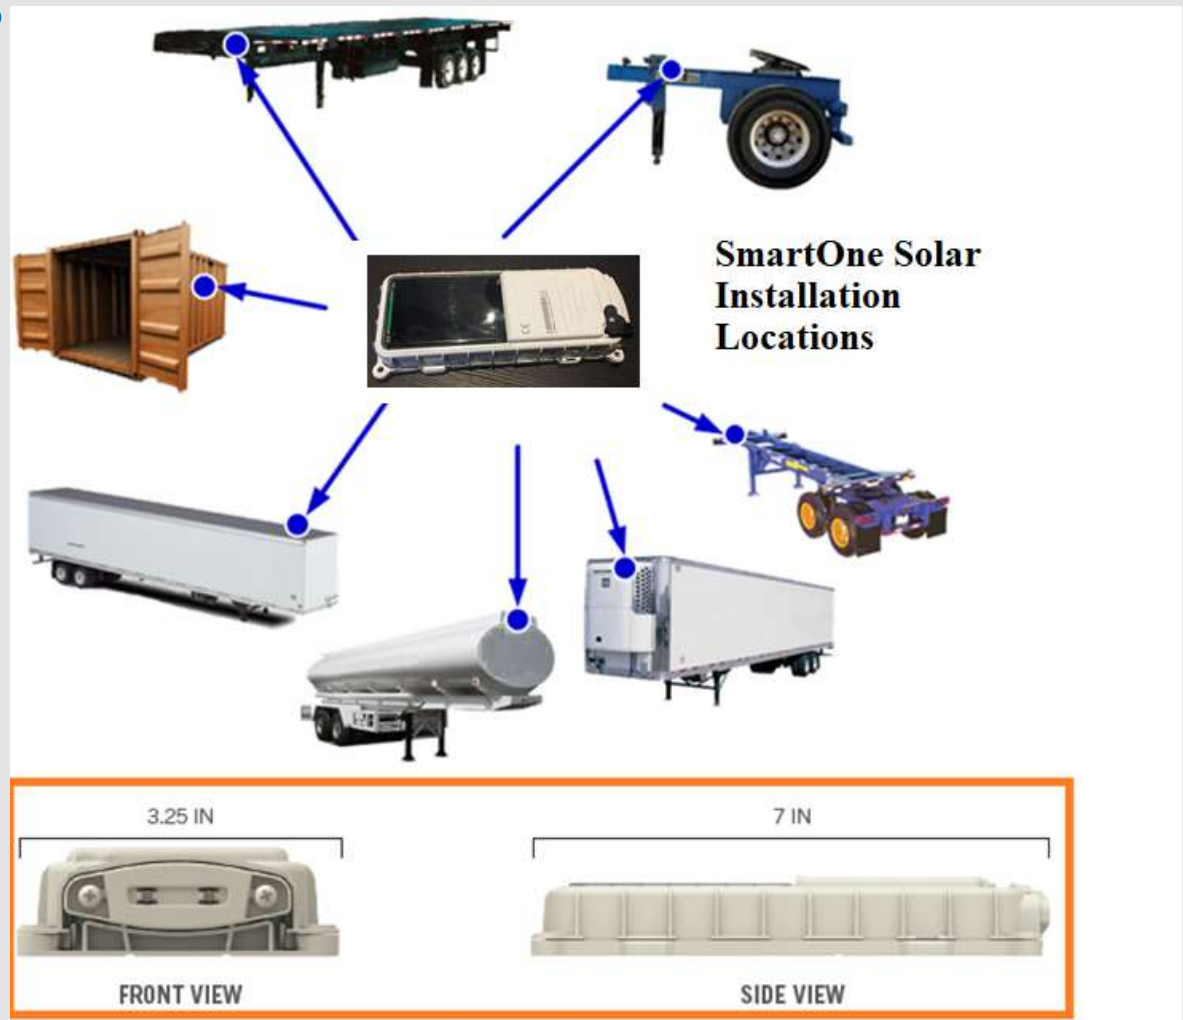 SmartOne Solar
Installation
Locations
3.25 IN
7 IN
FRONT VIEW
SIDE VIEW